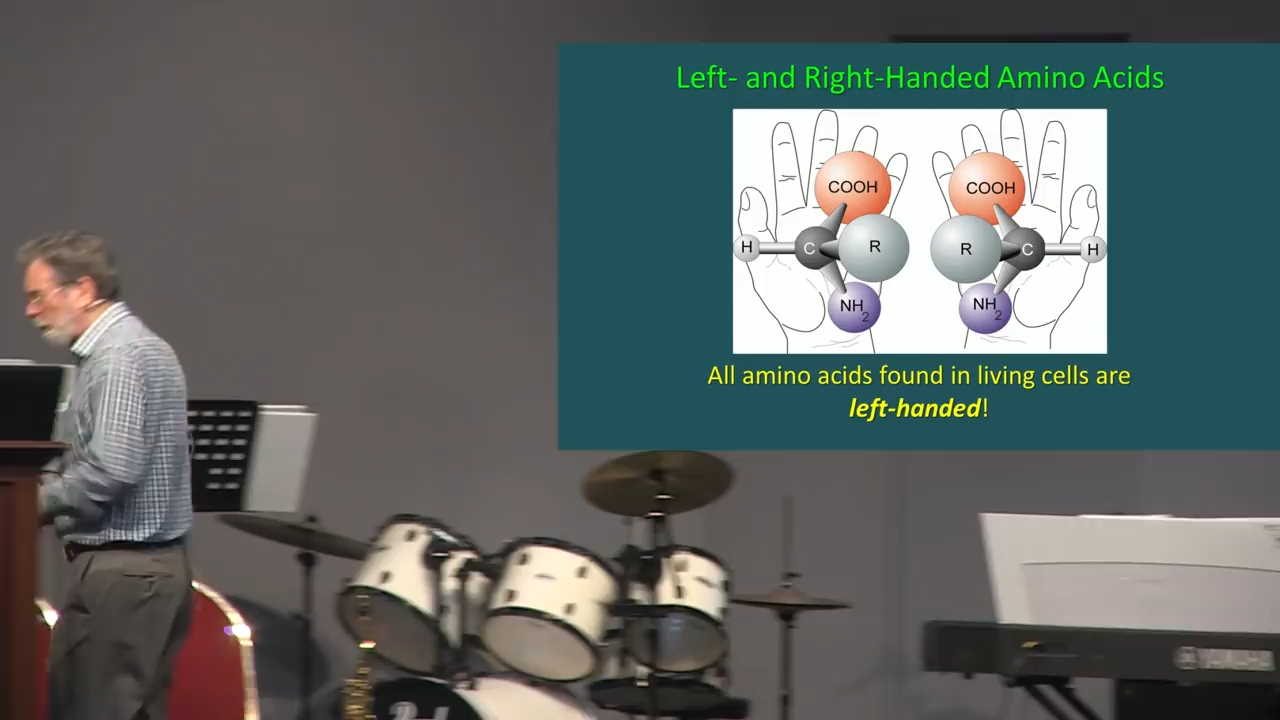 Left- and Right-Handed Amino Acids
COOH
COOH
H
C
R
R
C
H
NH2
NH2
All amino acids found in living cells are
left-handed!
YAMAHA